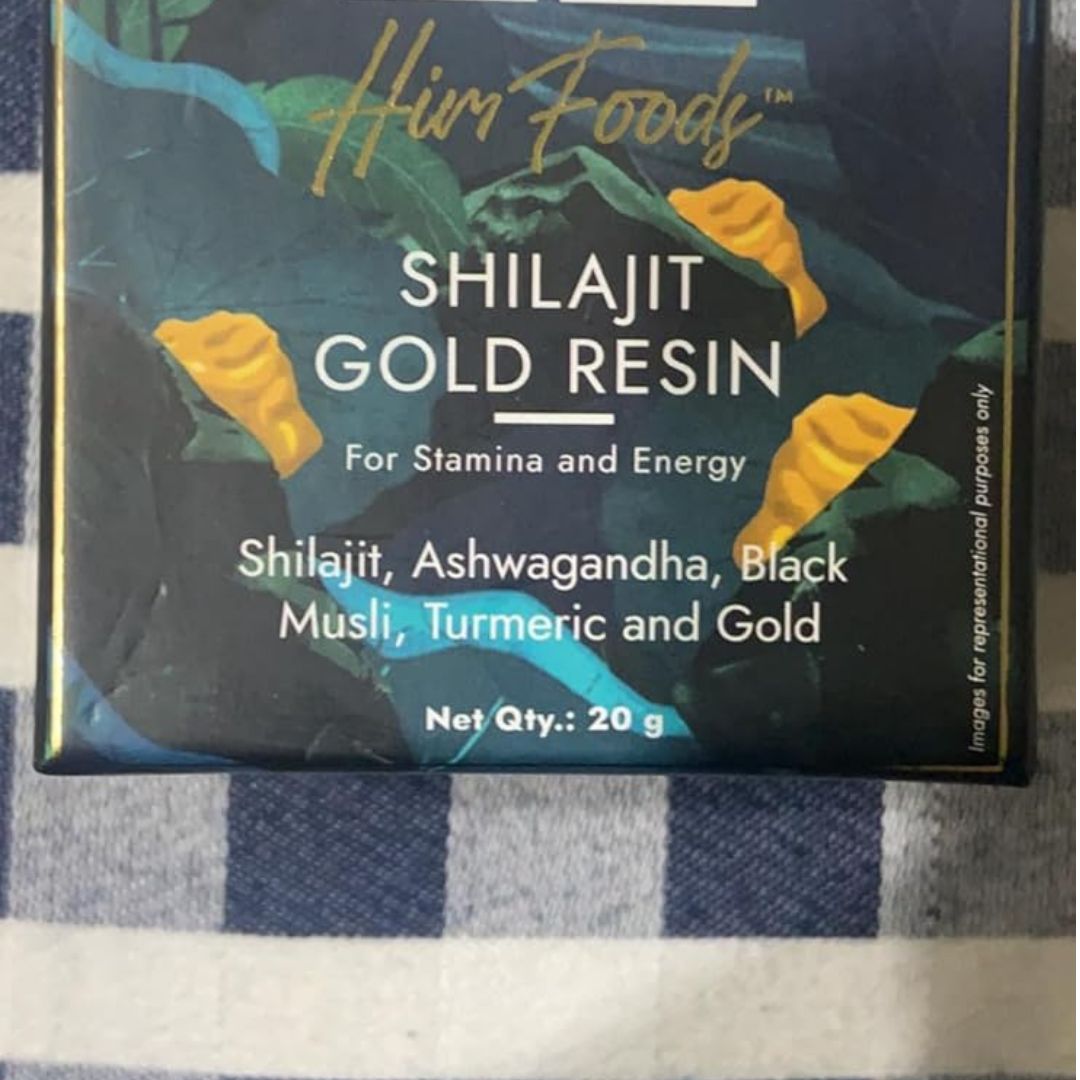 Him Foods™
SHILAJIT
GOLD RESIN
For Stamina and Energy
Shilajit, Ashwagandha, Black
Musli, Turmeric and Gold
Net Qty.: 20 g
Images for representational purposes only